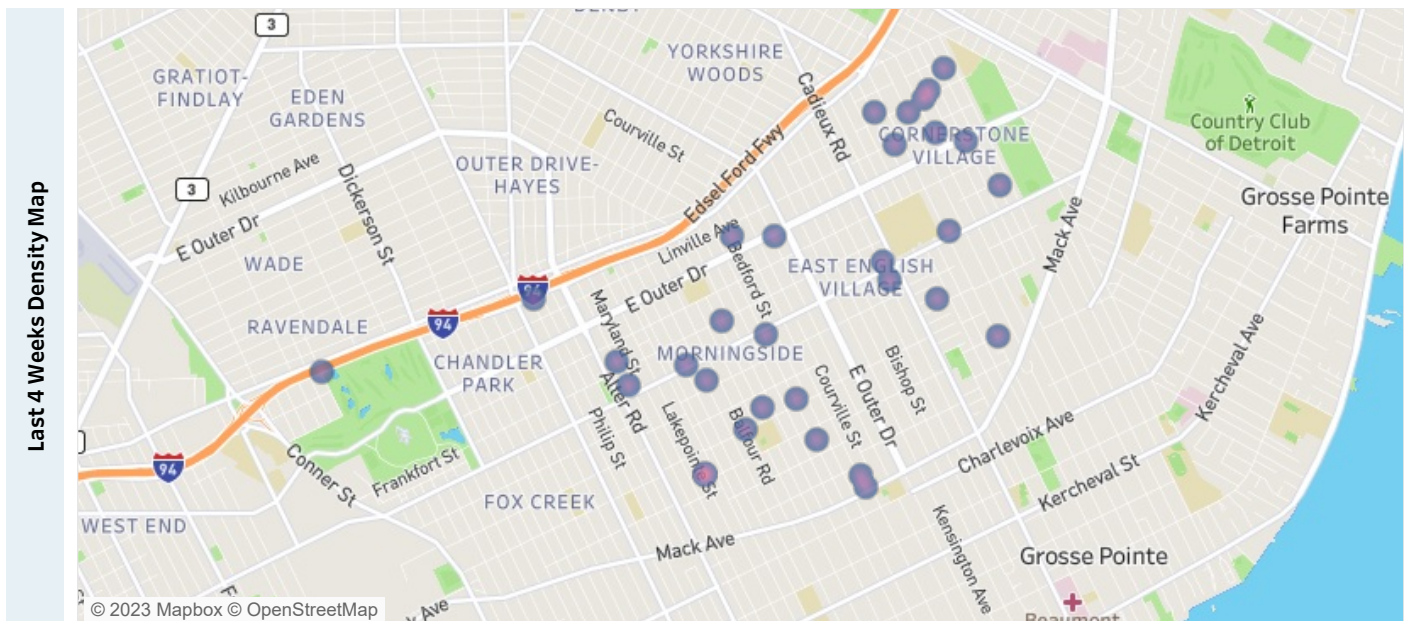 Last 4 Weeks Density Map
3
YORKSHIRE
WOODS
GRATIOT-
FINDLAY
EDEN
GARDENS
Cadieux Rd
Courville St
CORNERSTONE
VILLAGE
Country Club
of Detroit
OUTER DRIVE-
HAYES
Edsel Ford Fwy
Kilbourne Ave
3
Dickerson St
Grosse Pointe
Farms
E Outer Dr
Mack Ave
Linville Ave
WADE
Bedford St
E Outer Dr
EAST ENGLISH
VILLAGE
94
94
Maryland St
RAVENDALE
MORNINGSIDE
CHANDLER
PARK
Bishop St
Kercheval Ave
E Outer Dr
Courville St
Alter Rd
Philip St
Lakepointe St
Balfour Rd
Charlevoix Ave
Conner St
Frankfort St
94
Kercheval St
FOX CREEK
WEST END
Kensington Ave
Mack Ave
Grosse Pointe
© 2023 Mapbox © OpenStreetMap
Ave
Beaumont